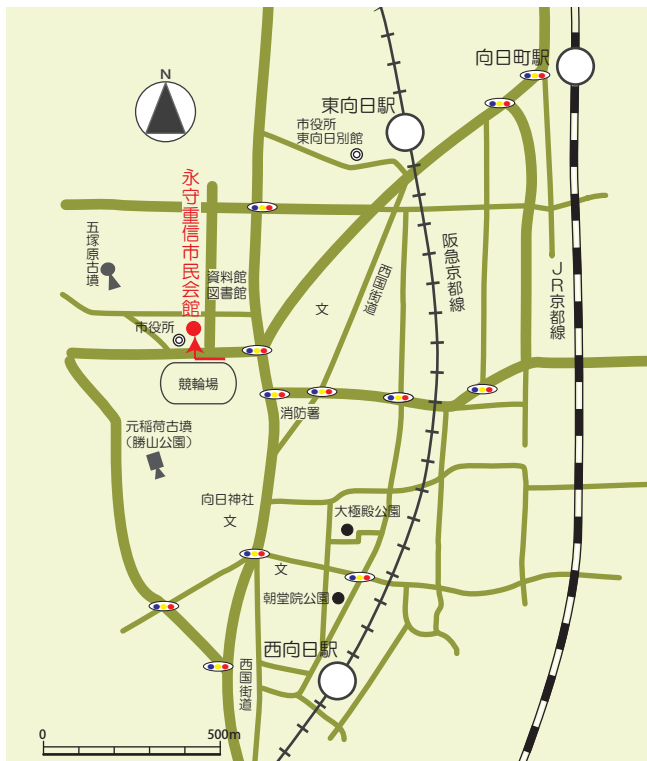 N
向日町駅
東向日駅
市役所
東向日別館
永守重信市民会館
五塚原古墳
資料館
図書館
文
西国街道
阪急京都線
JR京都線
市役所
競輪場
消防署
元稲荷古墳
（勝山公園）
向日神社
文
大極殿公園
文
朝堂院公園
西向日駅
西国街道
0 500m